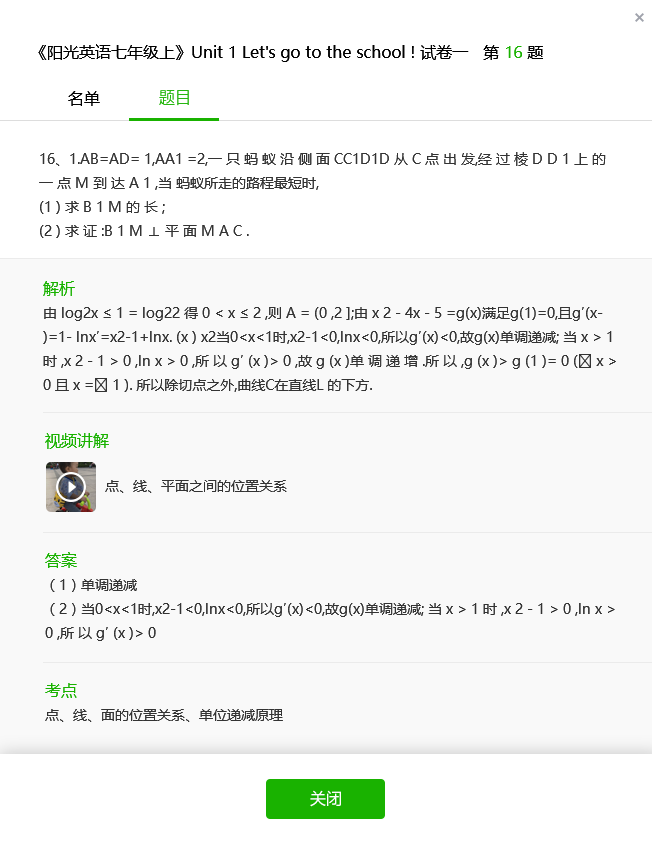 ×
《阳光英语七年级上》Unit 1 Let's go to the school ! 试卷一 第 16 题
名单 题目
16、1.AB=AD= 1,AA1 =2,一 只 蚂 蚁 沿 侧 面 CC1D1D 从 C 点 出 发,经 过 棱 D D 1 上 的
一 点 M 到 达 A 1 ,当 蚂蚁所走的路程最短时,
(1 ) 求 B 1 M 的 长 ;
(2 ) 求 证 :B 1 M ⊥ 平 面 M A C .
解析
由 log2x ≤ 1 = log22 得 0 < x ≤ 2 ,则 A = (0 ,2 ];由 x 2 - 4x - 5 =g(x)满足g(1)=0,且g′(x-
)=1- lnx′=x2-1+lnx. (x ) x2当0<x<1时,x2-1<0,lnx<0,所以g′(x)<0,故g(x)单调递减; 当 x > 1
时 ,x 2 - 1 > 0 ,ln x > 0 ,所 以 g′ (x )> 0 ,故 g (x )单 调 递 增 .所 以 ,g (x )> g (1 )= 0 ( x >
0 且 x = 1 ). 所以除切点之外,曲线C在直线L 的下方.
视频讲解
点、线、平面之间的位置关系
答案
（1）单调递减
（2）当0<x<1时,x2-1<0,lnx<0,所以g′(x)<0,故g(x)单调递减; 当 x > 1 时 ,x 2 - 1 > 0 ,ln x >
0 ,所 以 g′ (x )> 0
考点
点、线、面的位置关系、单位递减原理
关闭